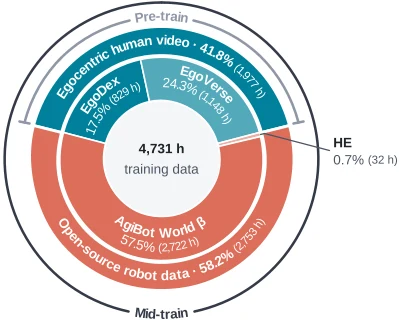 Pre-train
Egocentric human video · 41.8% (1,977 h)
EgoDex
17.5% (829 h)
EgoVerse
24.3% (1,148 h)
4,731 h
training data
HE
0.7% (32 h)
AgiBot World β
57.5% (2,722 h)
Open-source robot data · 58.2% (2,753 h)
Mid-train